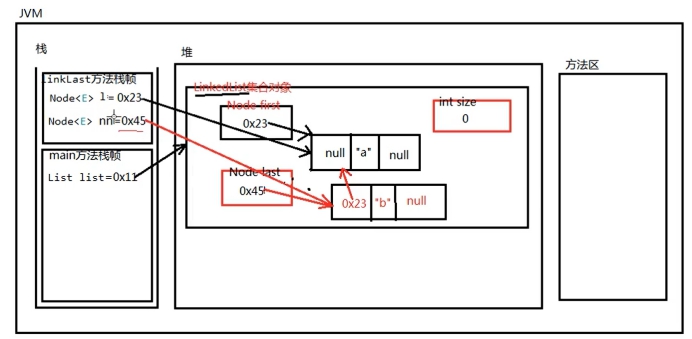 JVM
栈
堆
方法区
linkLast方法栈帧
Node<E> l = 0x23
Node<E> nn=0x45
main方法栈帧
List list=0x11
LinkedList集合对象
Node first
0x23
int size
0
null "a" null
Node last
0x45
0x23 "b" null